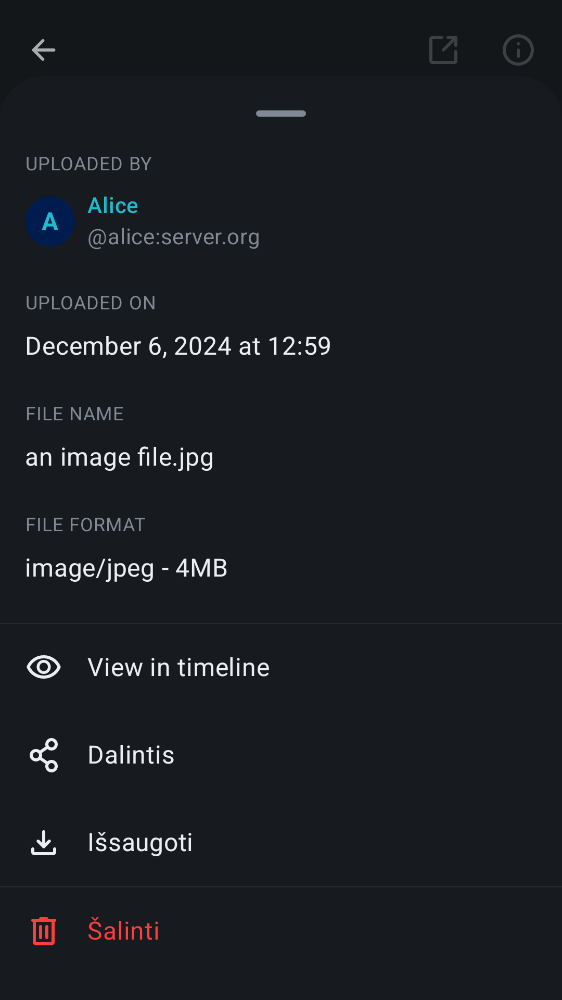 UPLOADED BY
A
Alice
@alice:server.org
UPLOADED ON
December 6, 2024 at 12:59
FILE NAME
an image file.jpg
FILE FORMAT
image/jpeg - 4MB
View in timeline
Dalintis
Išsaugoti
Šalinti